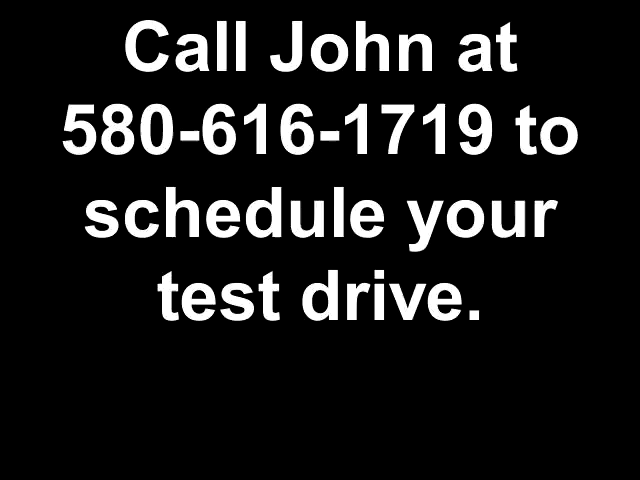 Call John at
580-616-1719 to
schedule your
test drive.